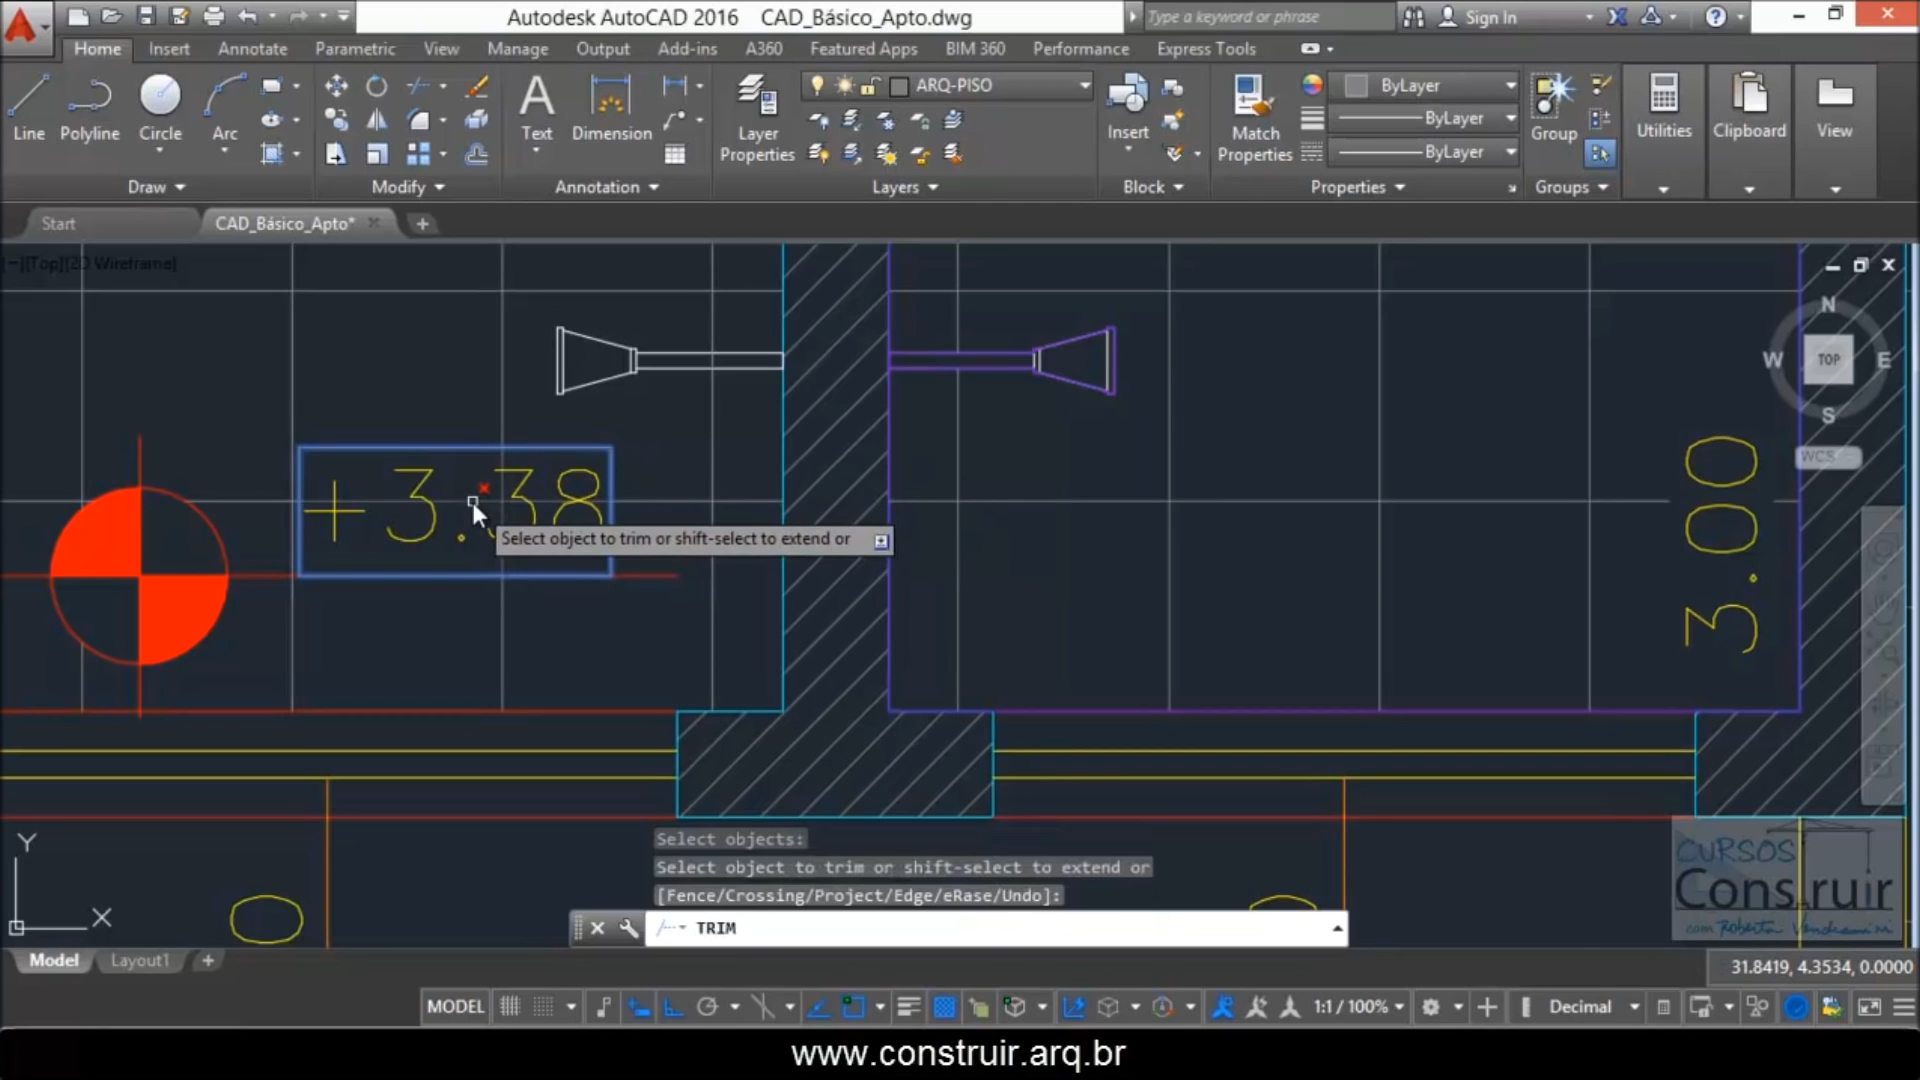 Autodesk AutoCAD 2016 CAD_Básico_Apto.dwg
Type a keyword or phrase
Sign In
Home Insert Annotate Parametric View Manage Output Add-ins A360 Featured Apps BIM 360 Performance Express Tools
ARQ-PISO
ByLayer
ByLayer
ByLayer
Line Polyline Circle Arc
Text Dimension
Layer Properties
Insert
Match Properties
Group
Utilities Clipboard View
Draw Modify Annotation Layers Block Properties Groups
Start CAD_Básico_Apto*
[−][Top][2D Wireframe]
N
W TOP E
S
WCS
+3.38
3.00
Select object to trim or shift-select to extend or
Select objects:
Select object to trim or shift-select to extend or
[Fence/Crossing/Project/Edge/eRase/Undo]:
TRIM
Y
X
CURSOS
Construir
com Roberta Vendramini
Model Layout1
31.8419, 4.3534, 0.0000
MODEL
1:1 / 100%
Decimal
www.construir.arq.br